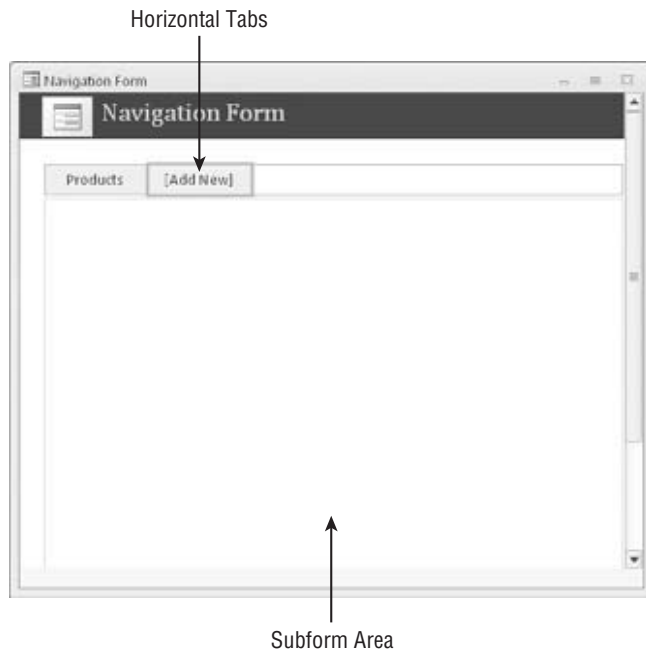 Horizontal Tabs
Navigation Form
Navigation Form
Products [Add New]
Subform Area